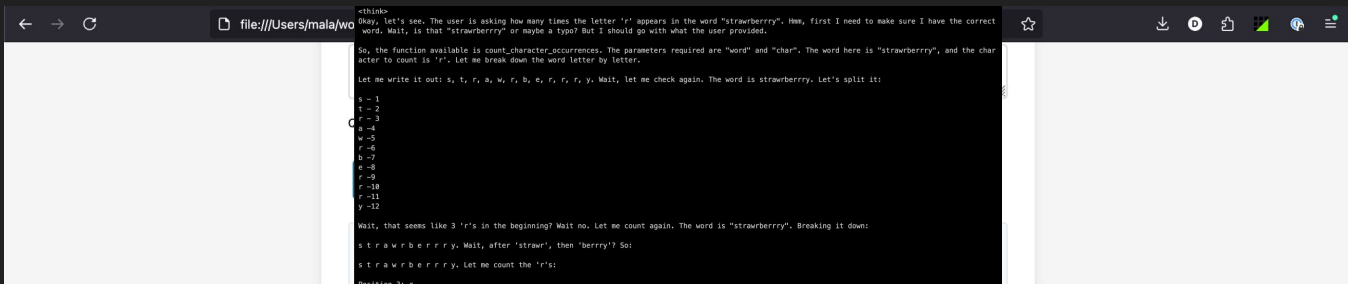 file:///Users/mala/wo
<think>
Okay, let's see. The user is asking how many times the letter 'r' appears in the word "strawrberrry". Hmm, first I need to make sure I have the correct
word. Wait, is that "strawrberrry" or maybe a typo? But I should go with what the user provided.
So, the function available is count_character_occurrences. The parameters required are "word" and "char". The word here is "strawrberrry", and the char
acter to count is 'r'. Let me break down the word letter by letter.
Let me write it out: s, t, r, a, w, r, b, e, r, r, r, y. Wait, let me check again. The word is strawrberrry. Let's split it:
s - 1
t - 2
r - 3
a -4
w -5
r -6
b -7
e -8
r -9
r -10
r -11
y -12
Wait, that seems like 3 'r's in the beginning? Wait no. Let me count again. The word is "strawrberrry". Breaking it down:
s t r a w r b e r r r y. Wait, after 'strawr', then 'berrry'? So:
s t r a w r b e r r r y. Let me count the 'r's:
Position 3: r